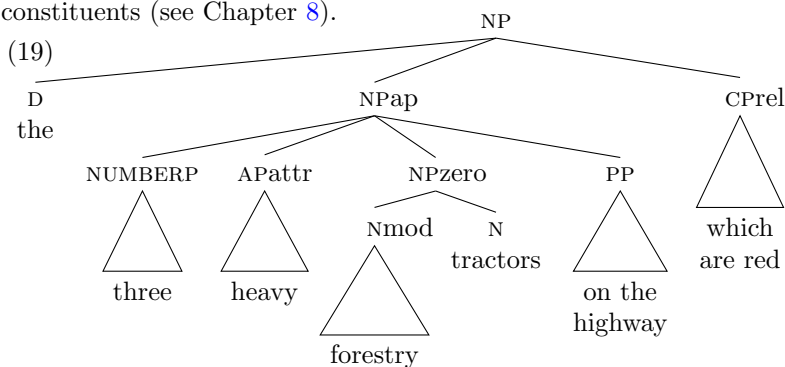 constituents (see Chapter 8).
NP
(19)
D NPap CPrel
the
NUMBERP APattr NPzero PP
Nmod N which
tractors are red
three heavy on the
highway
forestry